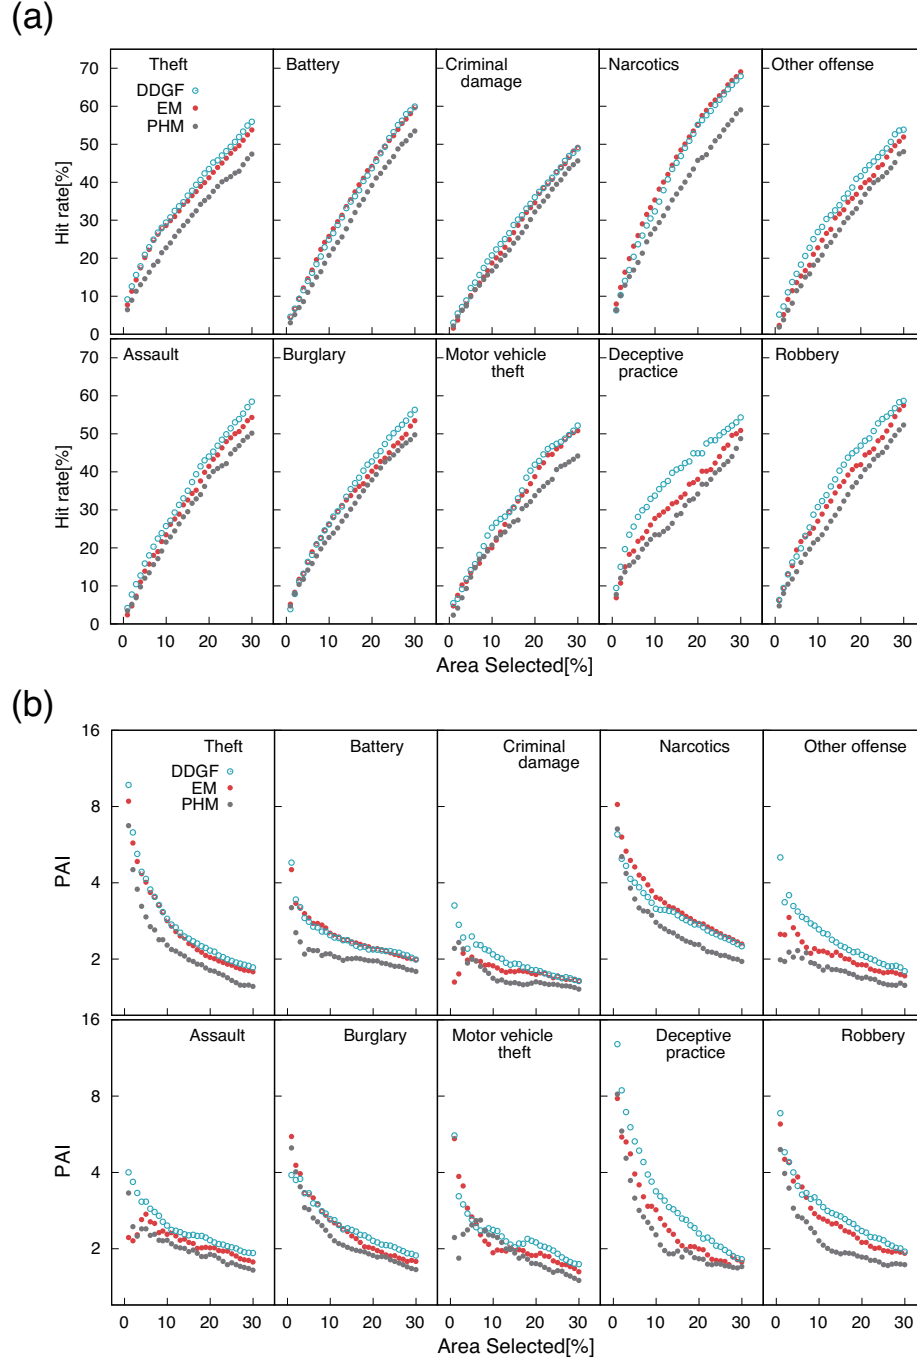 (a)
Theft
Battery
Criminal
damage
Narcotics
Other offense
DDGF
EM
PHM
70
60
50
40
30
20
10
0
Hit rate[%]
Assault
Burglary
Motor vehicle
theft
Deceptive
practice
Robbery
70
60
50
40
30
20
10
0
Hit rate[%]
0 10 20 30 0 10 20 30 0 10 20 30 0 10 20 30 0 10 20 30
Area Selected[%]
(b)
16
8
4
2
PAI
Theft
Battery
Criminal
damage
Narcotics
Other offense
DDGF
EM
PHM
16
8
4
2
PAI
Assault
Burglary
Motor vehicle
theft
Deceptive
practice
Robbery
0 10 20 30 0 10 20 30 0 10 20 30 0 10 20 30 0 10 20 30
Area Selected[%]